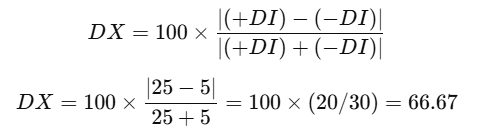 DX = 100 × |(+DI) − (−DI)| / |(+DI) + (−DI)|
DX = 100 × |25 − 5| / 25 + 5 = 100 × (20/30) = 66.67